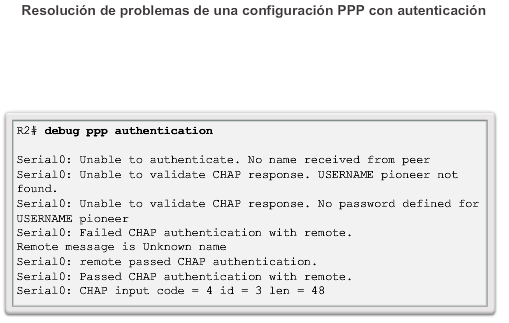 Resolución de problemas de una configuración PPP con autenticación
R2# debug ppp authentication
Serial0: Unable to authenticate. No name received from peer
Serial0: Unable to validate CHAP response. USERNAME pioneer not
found.
Serial0: Unable to validate CHAP response. No password defined for
USERNAME pioneer
Serial0: Failed CHAP authentication with remote.
Remote message is Unknown name
Serial0: remote passed CHAP authentication.
Serial0: Passed CHAP authentication with remote.
Serial0: CHAP input code = 4 id = 3 len = 48